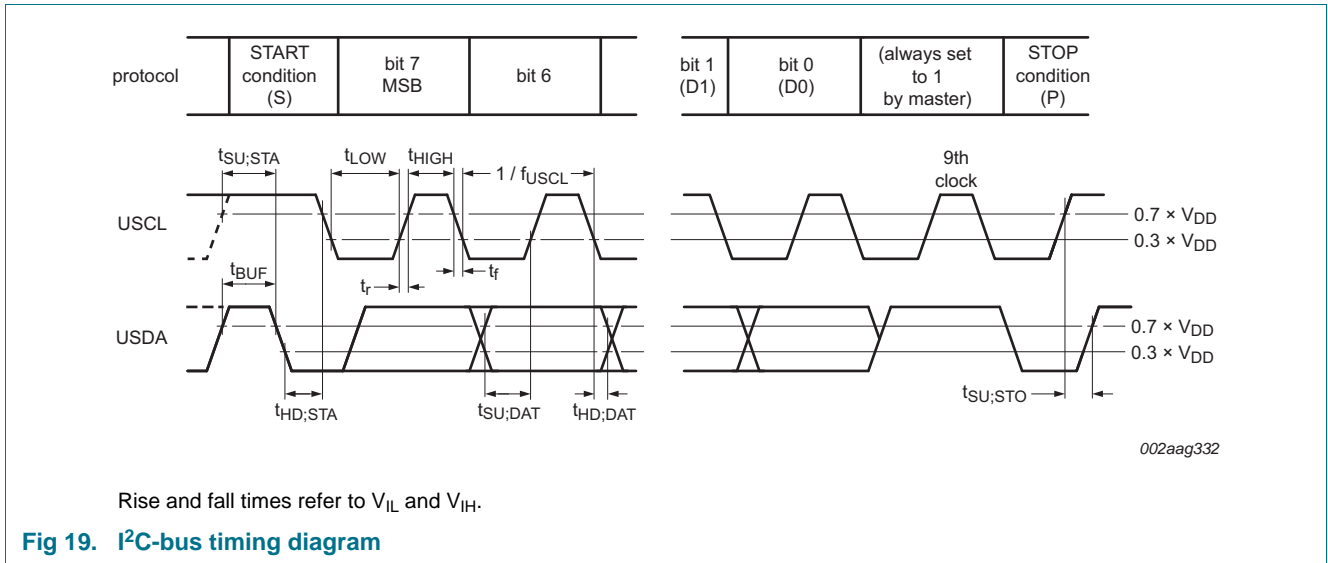 protocol
START
condition
(S)
bit 7
MSB
bit 6
bit 1
(D1)
bit 0
(D0)
(always set
to 1
by master)
STOP
condition
(P)
tSU;STA
tLOW
tHIGH
1 / fUSCL
9th
clock
USCL
0.7 × VDD
0.3 × VDD
tBUF
tr
tf
USDA
0.7 × VDD
0.3 × VDD
tHD;STA
tSU;DAT
tHD;DAT
tSU;STO
002aag332
Rise and fall times refer to VIL and VIH.
Fig 19. I²C-bus timing diagram